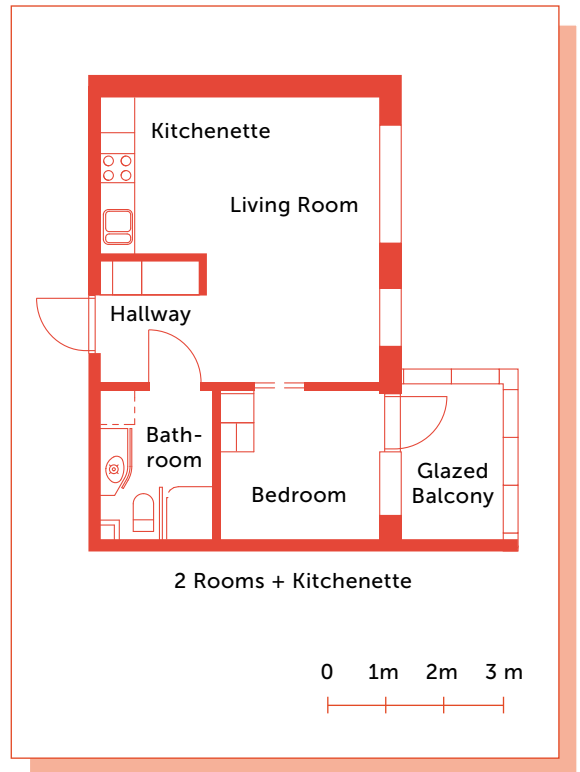 Kitchenette
Living Room
Hallway
Bath-
room
Bedroom
Glazed
Balcony
2 Rooms + Kitchenette
0 1m 2m 3 m